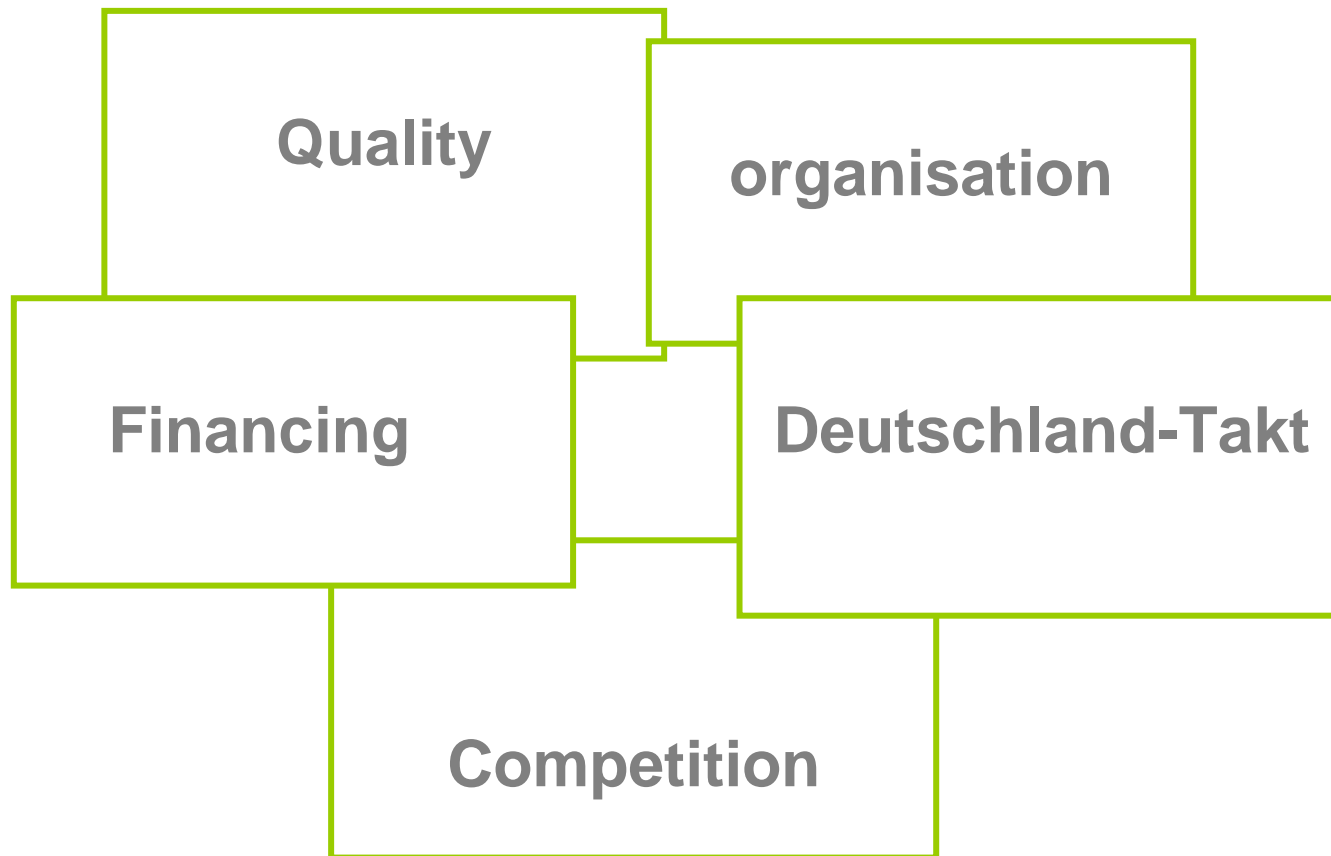 Quality
organisation
Financing
Deutschland-Takt
Competition